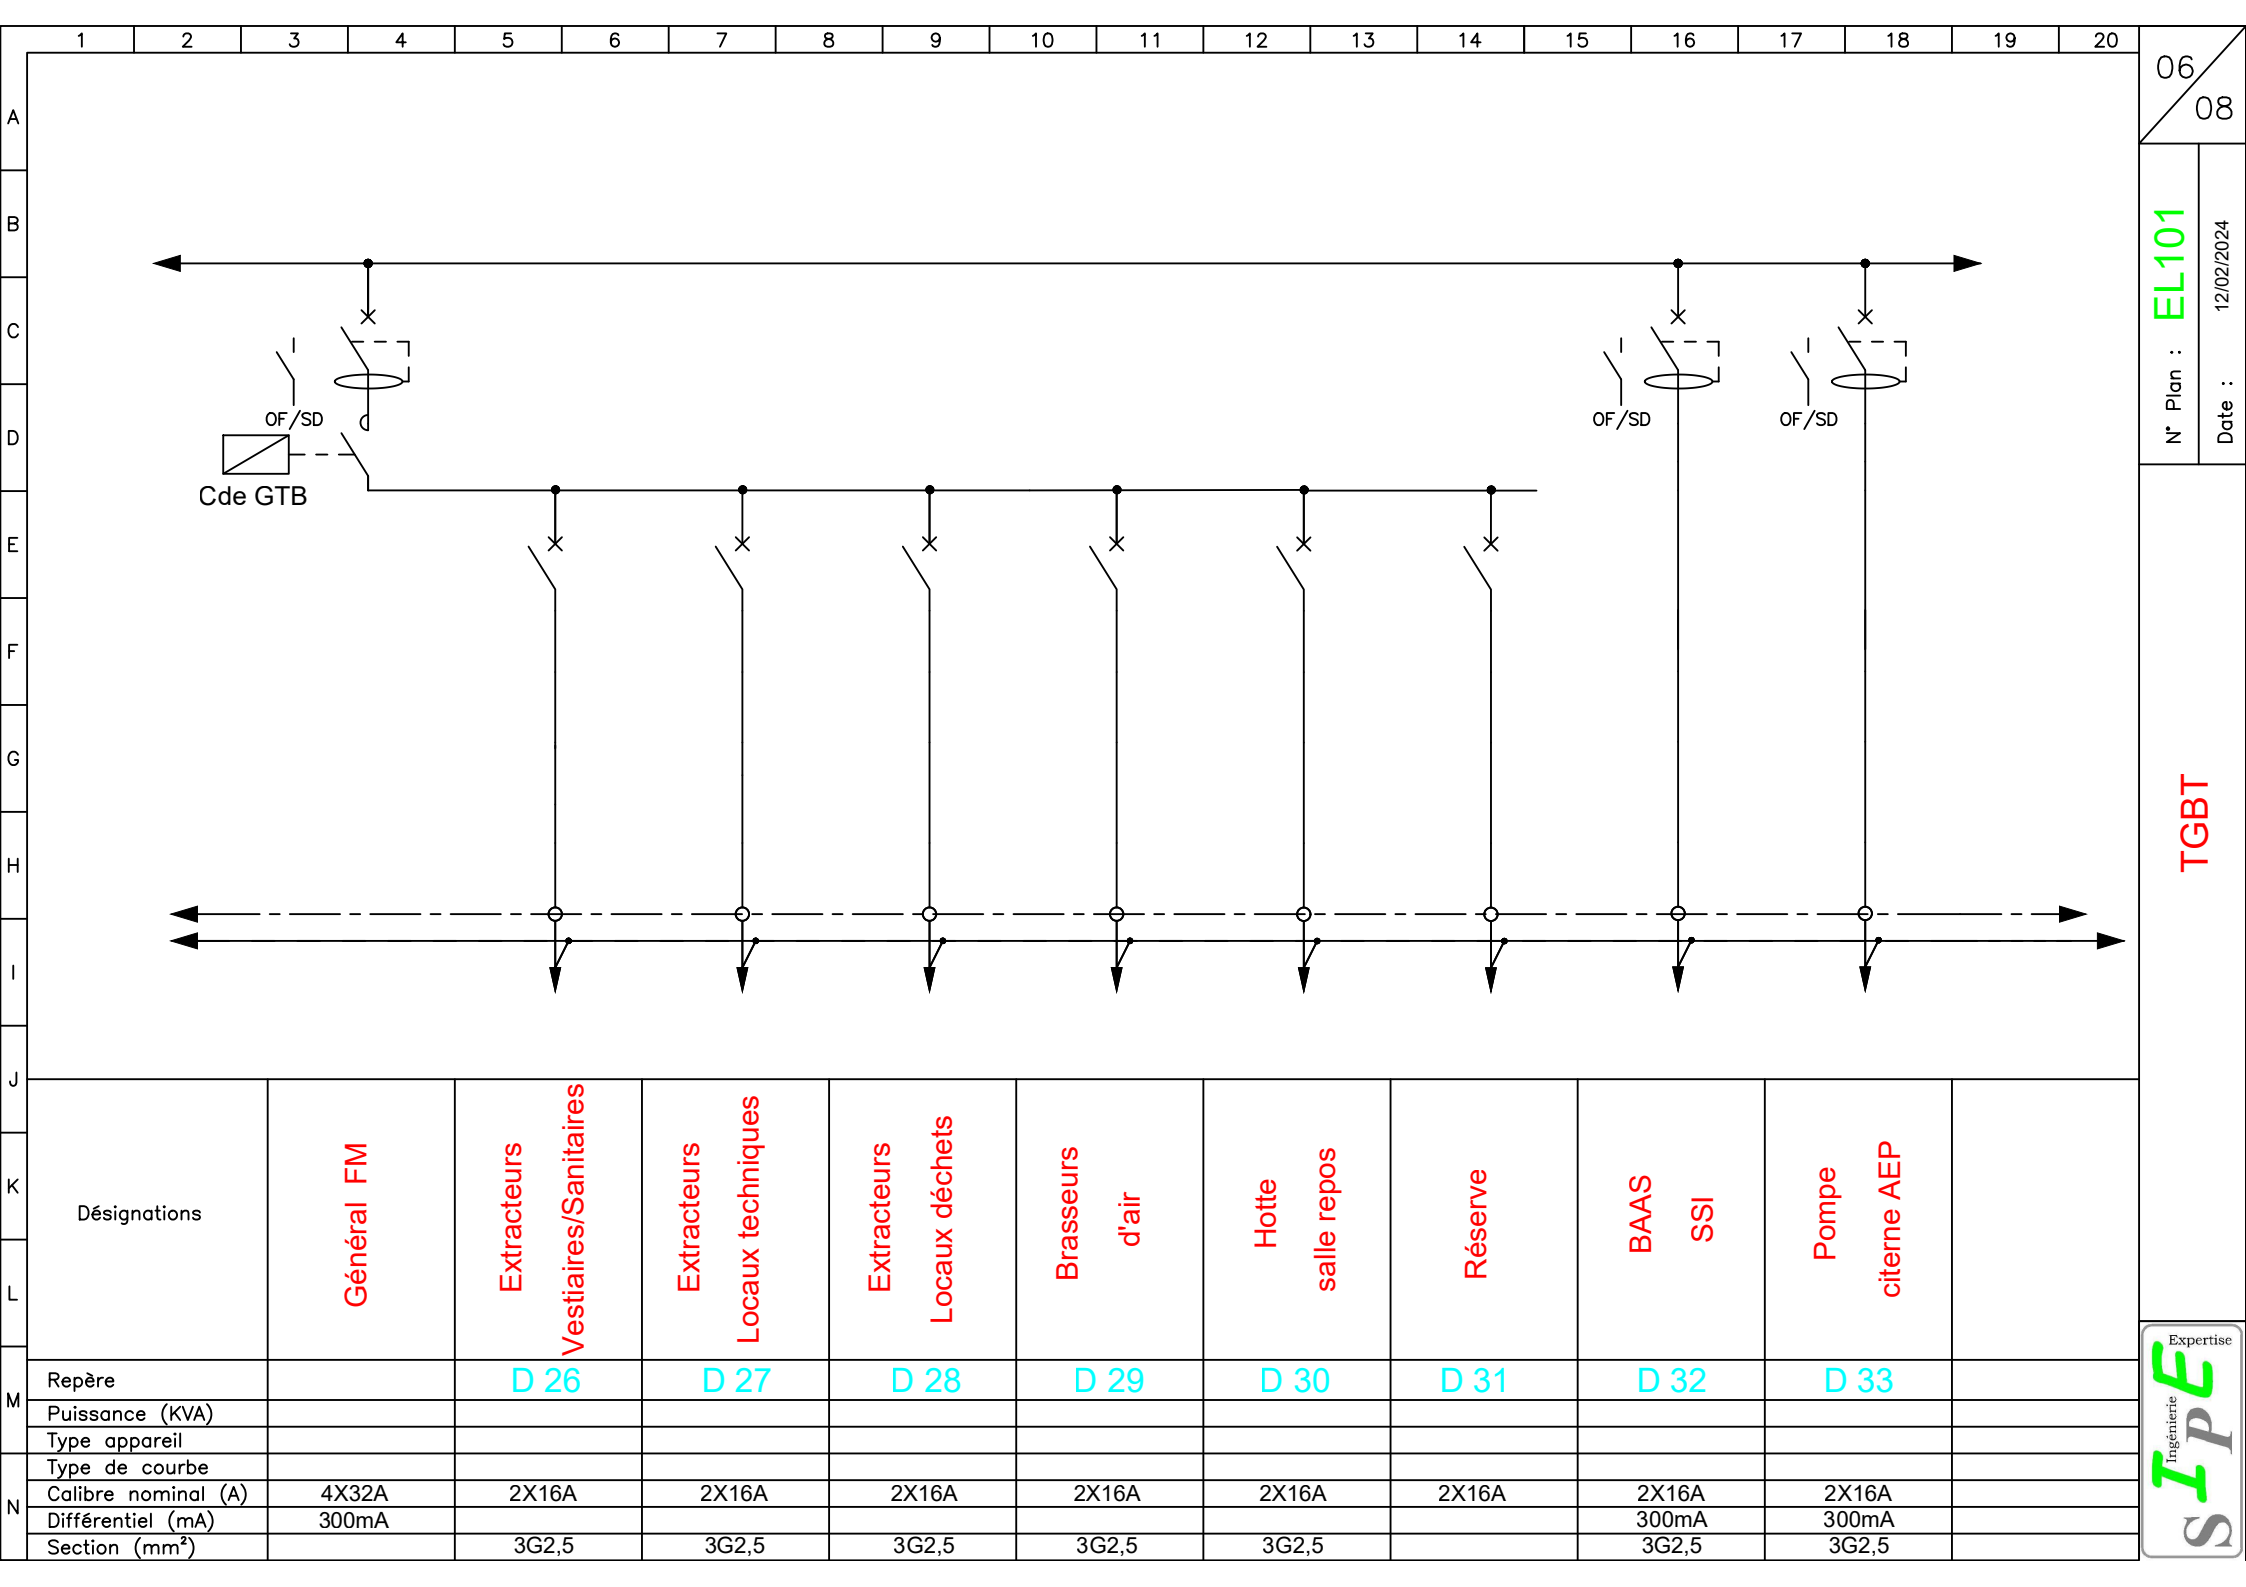 1 2 3 4 5 6 7 8 9 10 11 12 13 14 15 16 17 18 19 20
06
08
A
B
C
D
E
F
G
H
I
J
K
L
M
N
N° Plan : EL101
Date : 12/02/2024
TGBT
OF/SD
Cde GTB
OF/SD
OF/SD
Désignations
Général FM
Extracteurs
Vestiaires/Sanitaires
Extracteurs
Locaux techniques
Extracteurs
Locaux déchets
Brasseurs
d'air
Hotte
salle repos
Réserve
BAAS
SSI
Pompe
citerne AEP
Repère D 26 D 27 D 28 D 29 D 30 D 31 D 32 D 33
Puissance (KVA)
Type appareil
Type de courbe
Calibre nominal (A) 4X32A 2X16A 2X16A 2X16A 2X16A 2X16A 2X16A 2X16A 2X16A
Différentiel (mA) 300mA 300mA 300mA
Section (mm²) 3G2,5 3G2,5 3G2,5 3G2,5 3G2,5 3G2,5 3G2,5
Expertise
Ingénierie
SIPE